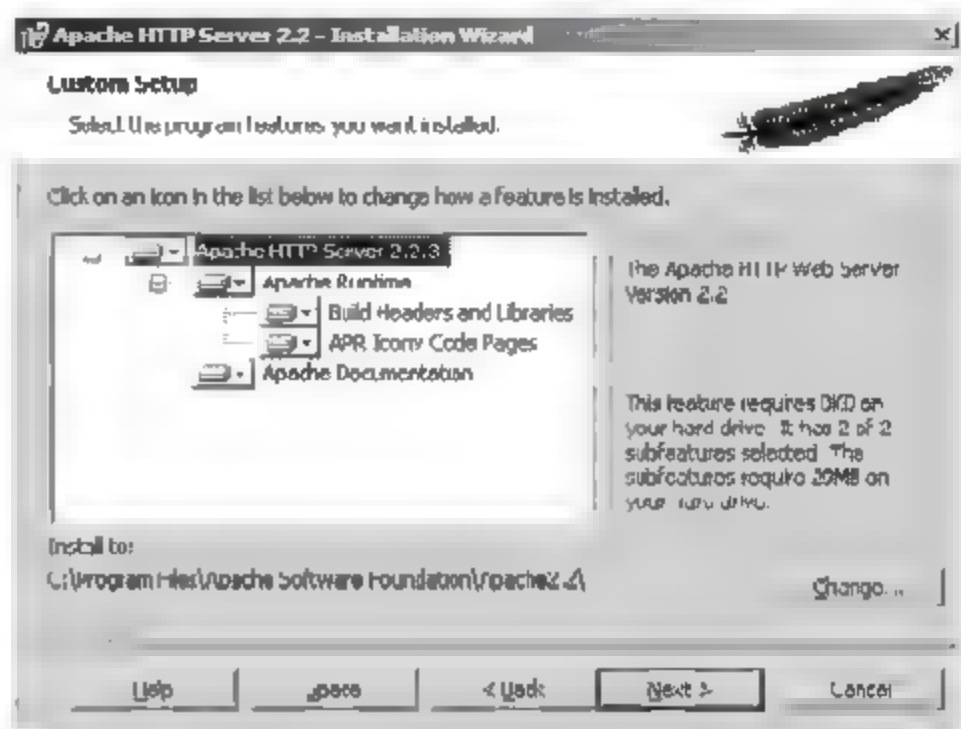 Apache HTTP Server 2.2 - Installation Wizard
Custom Setup
Select the program features you want installed.
Click on an icon in the list below to change how a feature is installed.
Apache HTTP Server 2.2.3
Apache Runtime
Build Headers and Libraries
APR Iconv Code Pages
Apache Documentation
The Apache HTTP Web Server
Version 2.2
This feature requires on
your hard drive. It has 2 of 2
subfeatures selected. The
subfeatures require 20MB on
your hard drive.
Install to:
C:\Program Files\Apache Software Foundation\Apache2.2\
Change...
Help
Space
< Back
Next >
Cancel